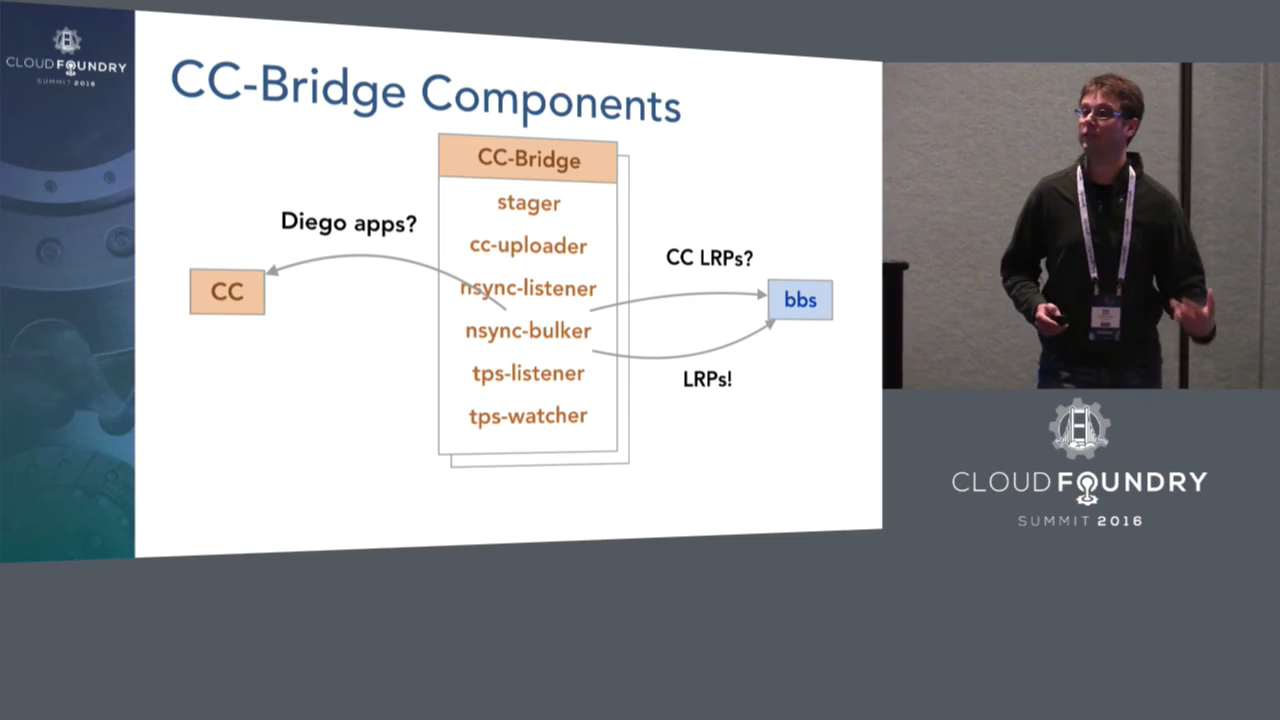 CLOUD FOUNDRY
SUMMIT 2016
CC-Bridge Components
CC-Bridge
stager
cc-uploader
nsync-listener
nsync-bulker
tps-listener
tps-watcher
Diego apps?
CC
CC LRPs?
bbs
LRPs!
CLOUD FOUNDRY
SUMMIT 2016